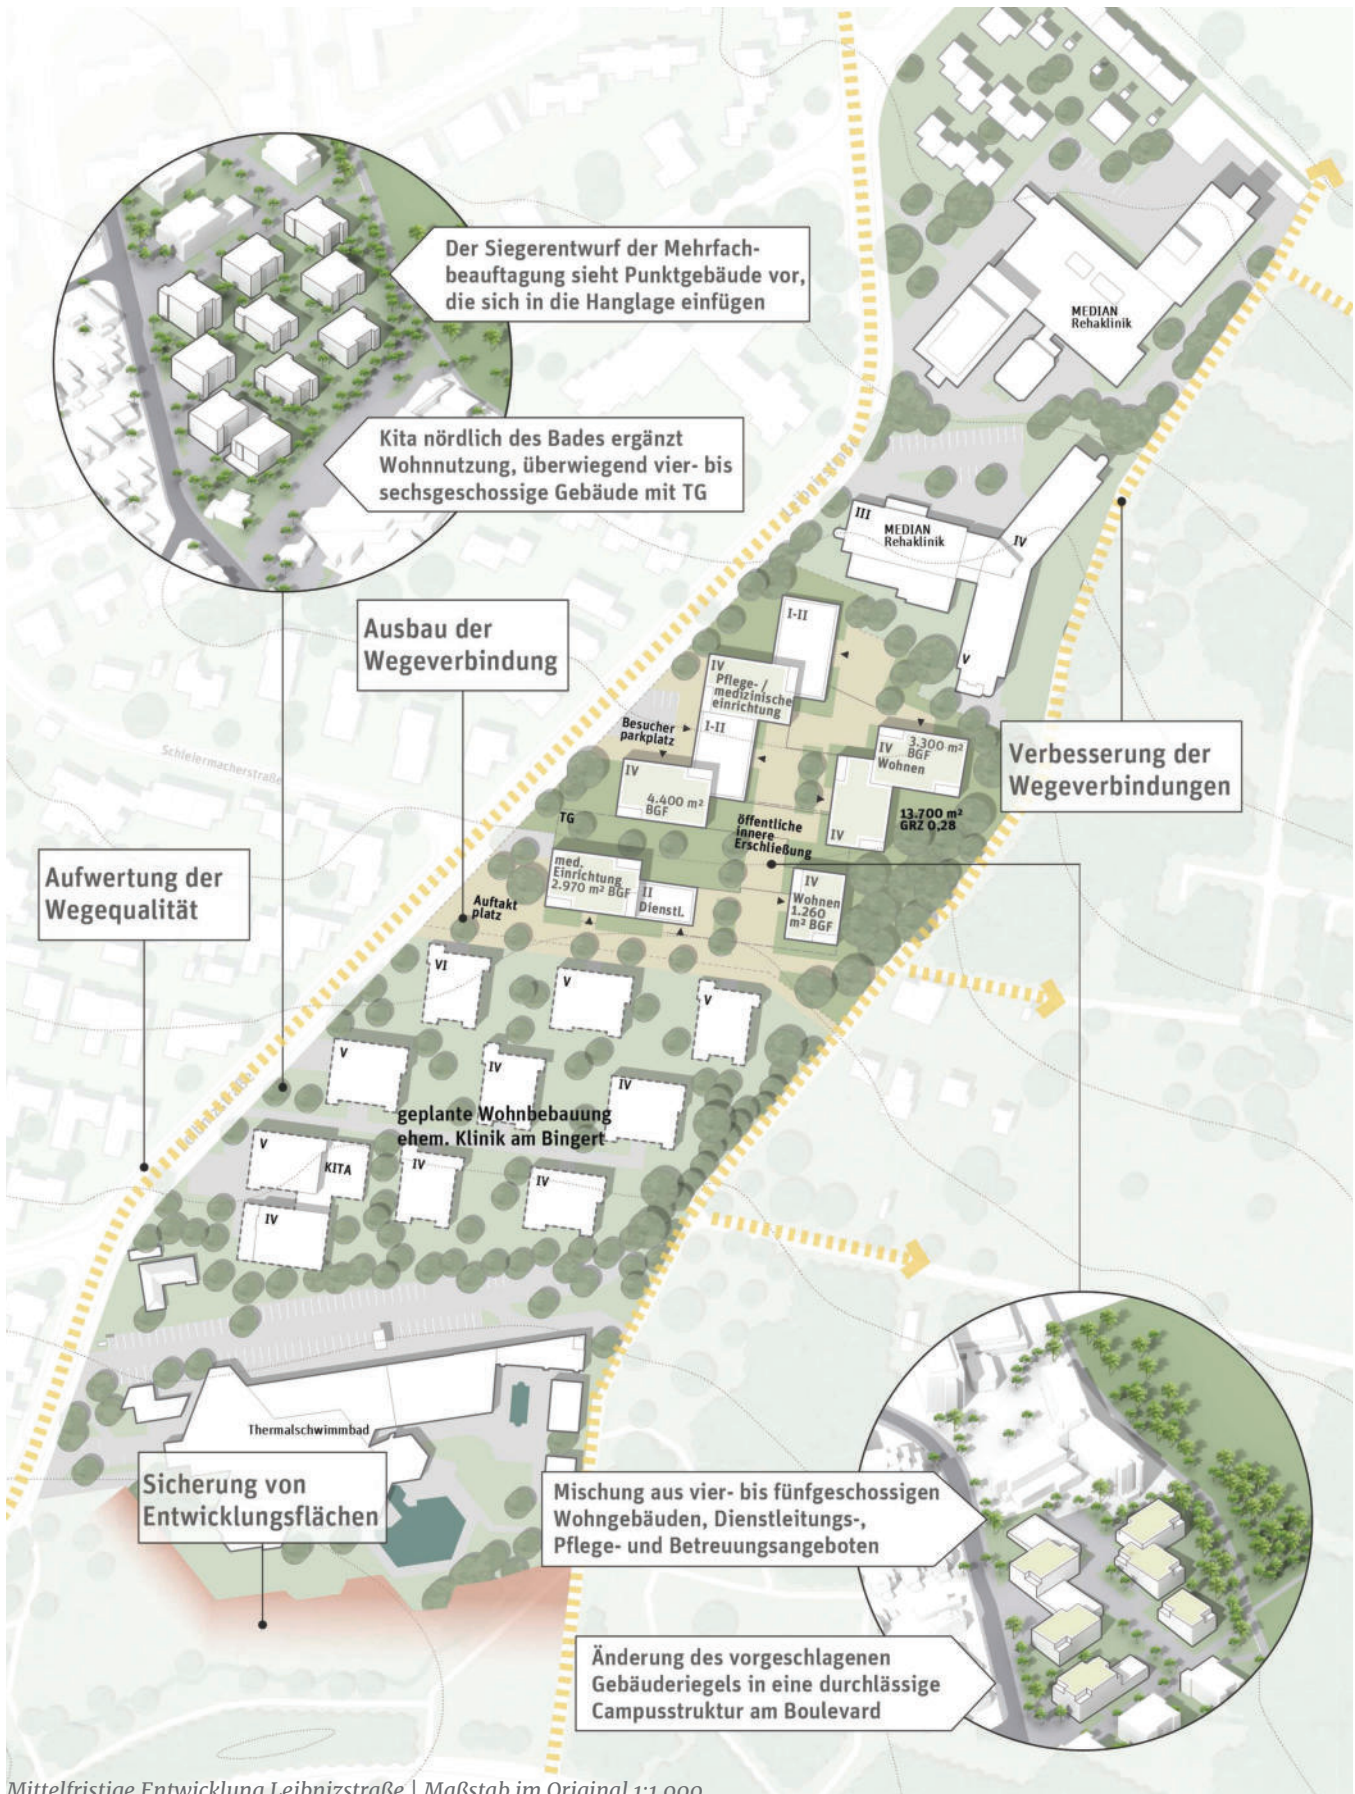 Der Siegerentwurf der Mehrfach-
beauftagung sieht Punktgebäude vor,
die sich in die Hanglage einfügen
MEDIAN
Rehaklinik
Kita nördlich des Bades ergänzt
Wohnnutzung, überwiegend vier- bis
sechsgeschossige Gebäude mit TG
Leibnizstraße
III
MEDIAN
Rehaklinik
IV
V
Ausbau der
Wegeverbindung
I-II
IV
Pflege- /
medizinische
einrichtung
I-II
Besucher
parkplatz
3.300 m²
BGF
IV
Wohnen
Verbesserung der
Wegeverbindungen
Schleiermacherstraße
IV
4.400 m²
BGF
13.700 m²
GRZ 0,28
TG
öffentliche
innere
Erschließung
IV
Aufwertung der
Wegequalität
med.
Einrichtung
2.970 m² BGF
II
Dienstl.
IV
Wohnen
1.260
m² BGF
Auftakt
platz
VI
V
V
V
IV
IV
geplante Wohnbebauung
ehem. Klinik am Bingert
Leibnizstraße
V
KITA
IV
IV
IV
Thermalschwimmbad
Sicherung von
Entwicklungsflächen
Mischung aus vier- bis fünfgeschossigen
Wohngebäuden, Dienstleitungs-,
Pflege- und Betreuungsangeboten
Änderung des vorgeschlagenen
Gebäuderiegels in eine durchlässige
Campusstruktur am Boulevard
Mittelfristige Entwicklung Leibnizstraße | Maßstab im Original 1:1.000